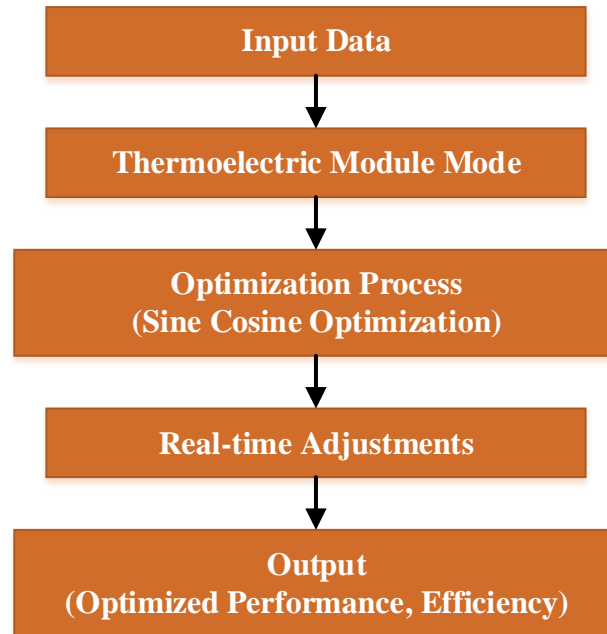 Input Data
Thermoelectric Module Mode
Optimization Process
(Sine Cosine Optimization)
Real-time Adjustments
Output
(Optimized Performance, Efficiency)